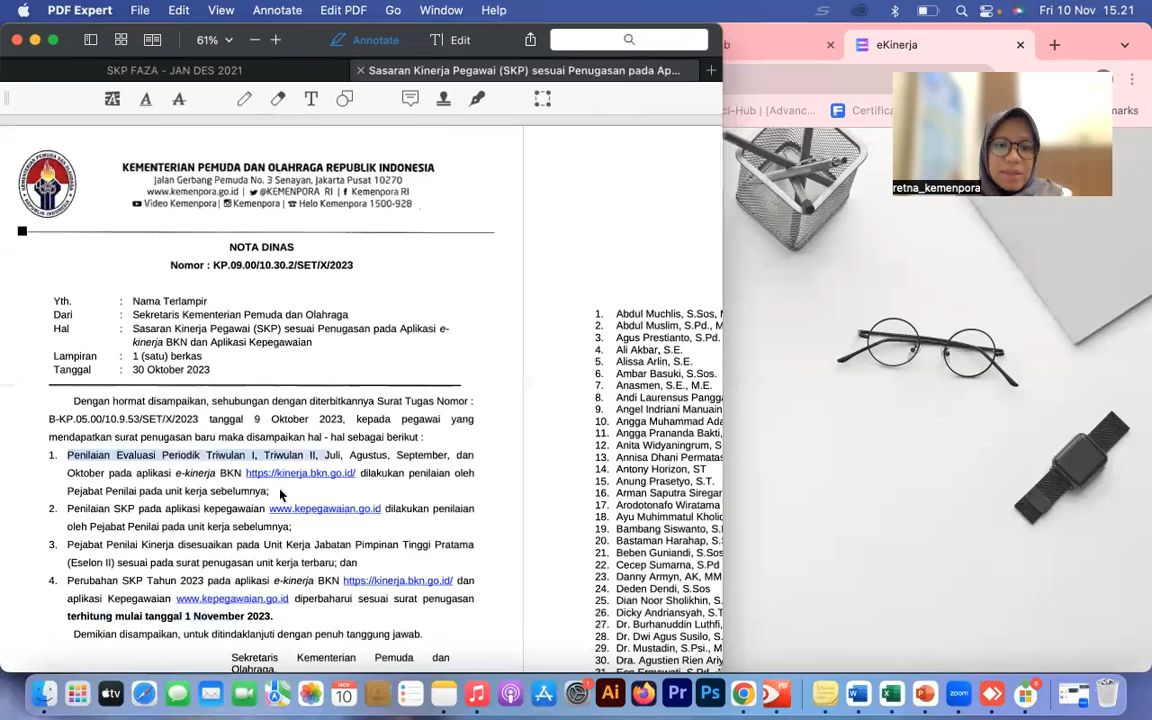 PDF Expert File Edit View Annotation Edit PDF Go Window Help Fri 10 Nov 15.21
61% Annotate Edit
SKP FAZA - JAN DES 2021
Sasaran Kinerja Pegawai (SKP) sesuai Penugasan pada Ap...
eKinerja
ci-Hub | [Advanc...
retna_kemenpora
KEMENTERIAN PEMUDA DAN OLAHRAGA REPUBLIK INDONESIA
Jalan Gerbang Pemuda No. 3 Senayan, Jakarta Pusat 10270
www.kemenpora.go.id | @KEMENPORA RI | Kemenpora RI
Video Kemenpora| Kemenpora | Helo Kemenpora 1500-928
NOTA DINAS
Nomor : KP.09.00/10.30.2/SET/X/2023
Yth. : Nama Terlampir
Dari : Sekretaris Kementerian Pemuda dan Olahraga
Hal : Sasaran Kinerja Pegawai (SKP) sesuai Penugasan pada Aplikasi e-
kinerja BKN dan Aplikasi Kepegawaian
Lampiran : 1 (satu) berkas
Tanggal : 30 Oktober 2023
Dengan hormat disampaikan, sehubungan dengan diterbitkannya Surat Tugas Nomor :
B-KP.05.00/10.9.53/SET/X/2023 tanggal 9 Oktober 2023, kepada pegawai yang
mendapatkan surat penugasan baru maka disampaikan hal - hal sebagai berikut :
1. Penilaian Evaluasi Periodik Triwulan I, Triwulan II, Juli, Agustus, September, dan
Oktober pada aplikasi e-kinerja BKN https://kinerja.bkn.go.id/ dilakukan penilaian oleh
Pejabat Penilai pada unit kerja sebelumnya;
2. Penilaian SKP pada aplikasi kepegawaian www.kepegawaian.go.id dilakukan penilaian
oleh Pejabat Penilai pada unit kerja sebelumnya;
3. Pejabat Penilai Kinerja disesuaikan pada Unit Kerja Jabatan Pimpinan Tinggi Pratama
(Eselon II) sesuai pada surat penugasan unit kerja terbaru; dan
4. Perubahan SKP Tahun 2023 pada aplikasi e-kinerja BKN https://kinerja.bkn.go.id/ dan
aplikasi Kepegawaian www.kepegawaian.go.id diperbaharui sesuai surat penugasan
terhitung mulai tanggal 1 November 2023.
Demikian disampaikan, untuk ditindaklanjuti dengan penuh tanggung jawab.
Sekretaris Kementerian Pemuda dan
Olahraga,
1. Abdul Muchlis, S.Sos,
2. Abdul Muslim, S.Pd.,
3. Agus Prestiano, S.Pd.
4. Ali Akbar, S.E.
5. Alissa Arlin, S.E.
6. Ambar Basuki, S.Sos.
7. Anasmen, S.E., M.E.
8. Andi Laurensus Pangga
9. Angel Indriani Manuain
10. Angga Muhammad Ada
11. Angga Prananda Bakti,
12. Anita Widyaningrum, S
13. Annisa Dhani Permatas
14. Antony Horizon, ST
15. Anung Prasetyo, S.T.
16. Arman Saputra Siregar
17. Arodotonafo Wiratama
18. Ayu Muhimmatul Kholid
19. Bambang Siswanto, S.
20. Bastaman Harahap, S.
21. Beben Guniandi, S.Sos
22. Cecep Sumarna, S.Pd
23. Danny Armyn, AK, MM
24. Deden Dendi, S.Sos
25. Dian Noor Sholikhin, S.
26. Dicky Andriansyah, S.T
27. Dr. Burhanuddin Luthfi,
28. Dr. Dwi Agus Susilo, S.
29. Dr. Mustadin, S.Psi., M
30. Dra. Agustien Rien Ariy